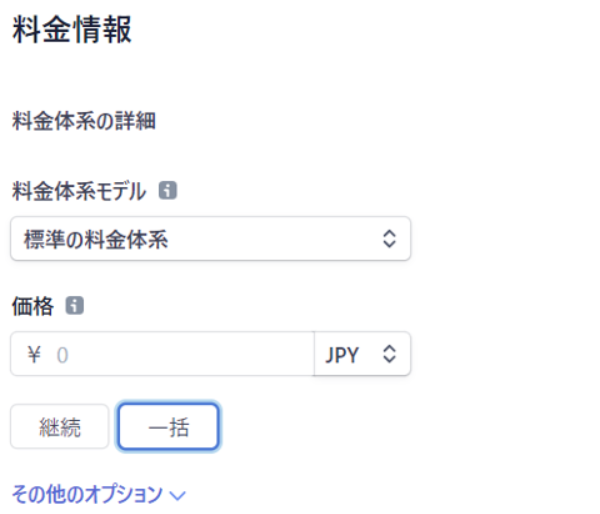 料金情報
料金体系の詳細
料金体系モデル
標準の料金体系
価格
¥ 0 JPY
継続 一括
その他のオプション